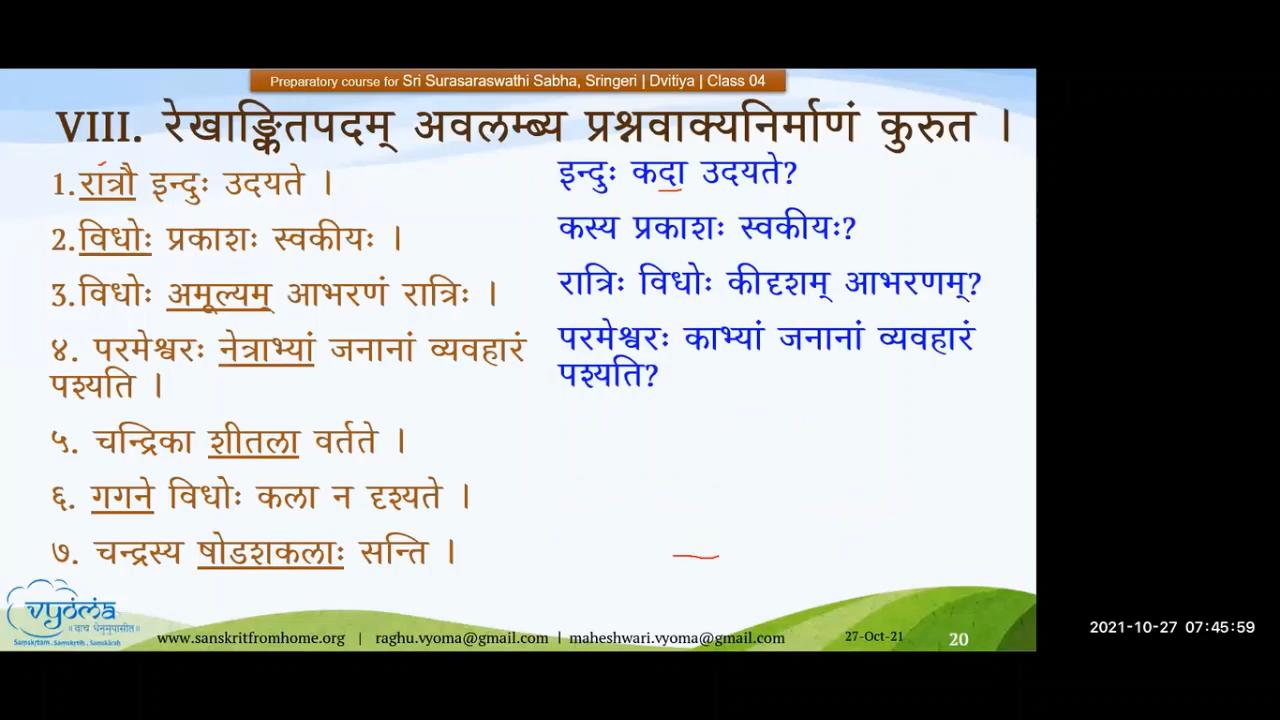 Preparatory course for Sri Surasaraswathi Sabha, Sringeri | Dvitiya | Class 04
VIII. रेखाङ्कितपदम् अवलम्ब्य प्रश्नवाक्यनिर्माणं कुरुत ।
1. रात्रौ इन्दुः उदयते ।
इन्दुः कदा उदयते?
2. विधोः प्रकाशः स्वकीयः ।
कस्य प्रकाशः स्वकीयः?
3. विधोः अमूल्यम् आभरणं रात्रिः ।
रात्रिः विधोः कीदृशम् आभरणम्?
४. परमेश्वरः नेत्राभ्यां जनानां व्यवहारं
पश्यति ।
परमेश्वरः काभ्यां जनानां व्यवहारं
पश्यति?
५. चन्द्रिका शीतला वर्तते ।
६. गगने विधोः कला न दृश्यते ।
७. चन्द्रस्य षोडशकलाः सन्ति ।
vyoma
॥ वाचं धेनुमुपासीत॥
Samskrtam, Samskrtih, Samskarah
www.sanskritfromhome.org | raghu.vyoma@gmail.com | maheshwari.vyoma@gmail.com
27-Oct-21
20
2021-10-27 07:45:59